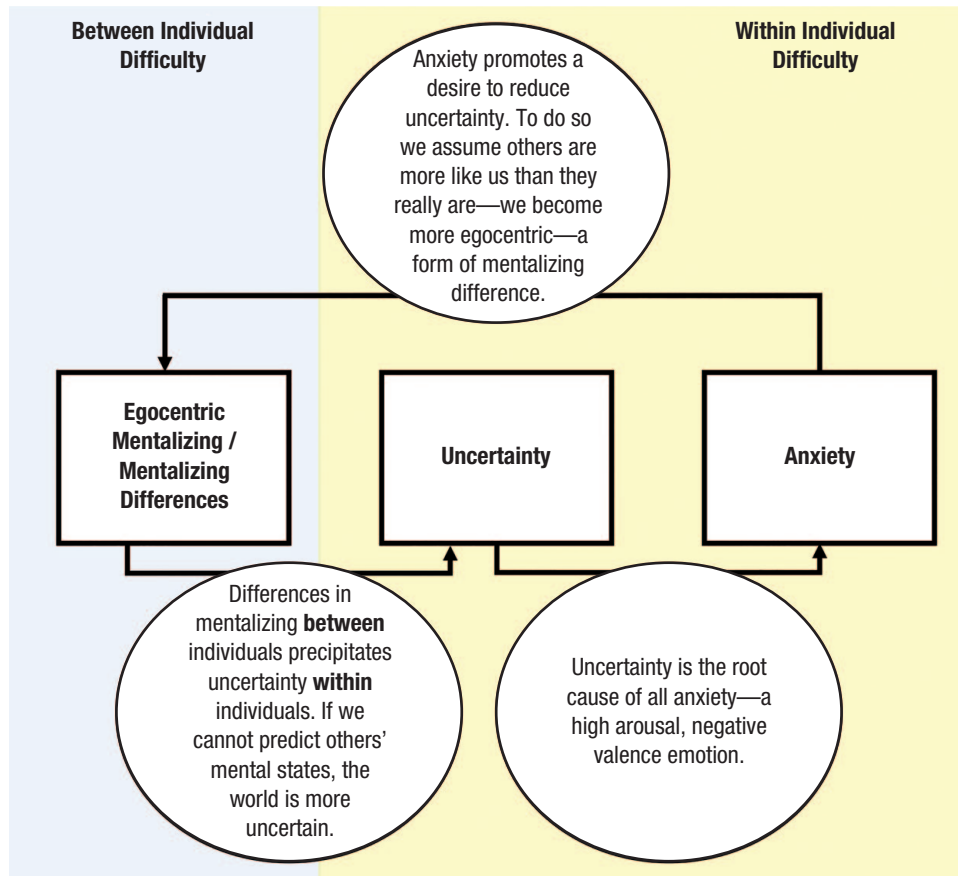 Between Individual
Difficulty
Within Individual
Difficulty
Anxiety promotes a
desire to reduce
uncertainty. To do so
we assume others are
more like us than they
really are—we become
more egocentric—a
form of mentalizing
difference.
Egocentric
Mentalizing /
Mentalizing
Differences
Uncertainty
Anxiety
Differences in
mentalizing between
individuals precipitates
uncertainty within
individuals. If we
cannot predict others’
mental states, the
world is more
uncertain.
Uncertainty is the root
cause of all anxiety—a
high arousal, negative
valence emotion.